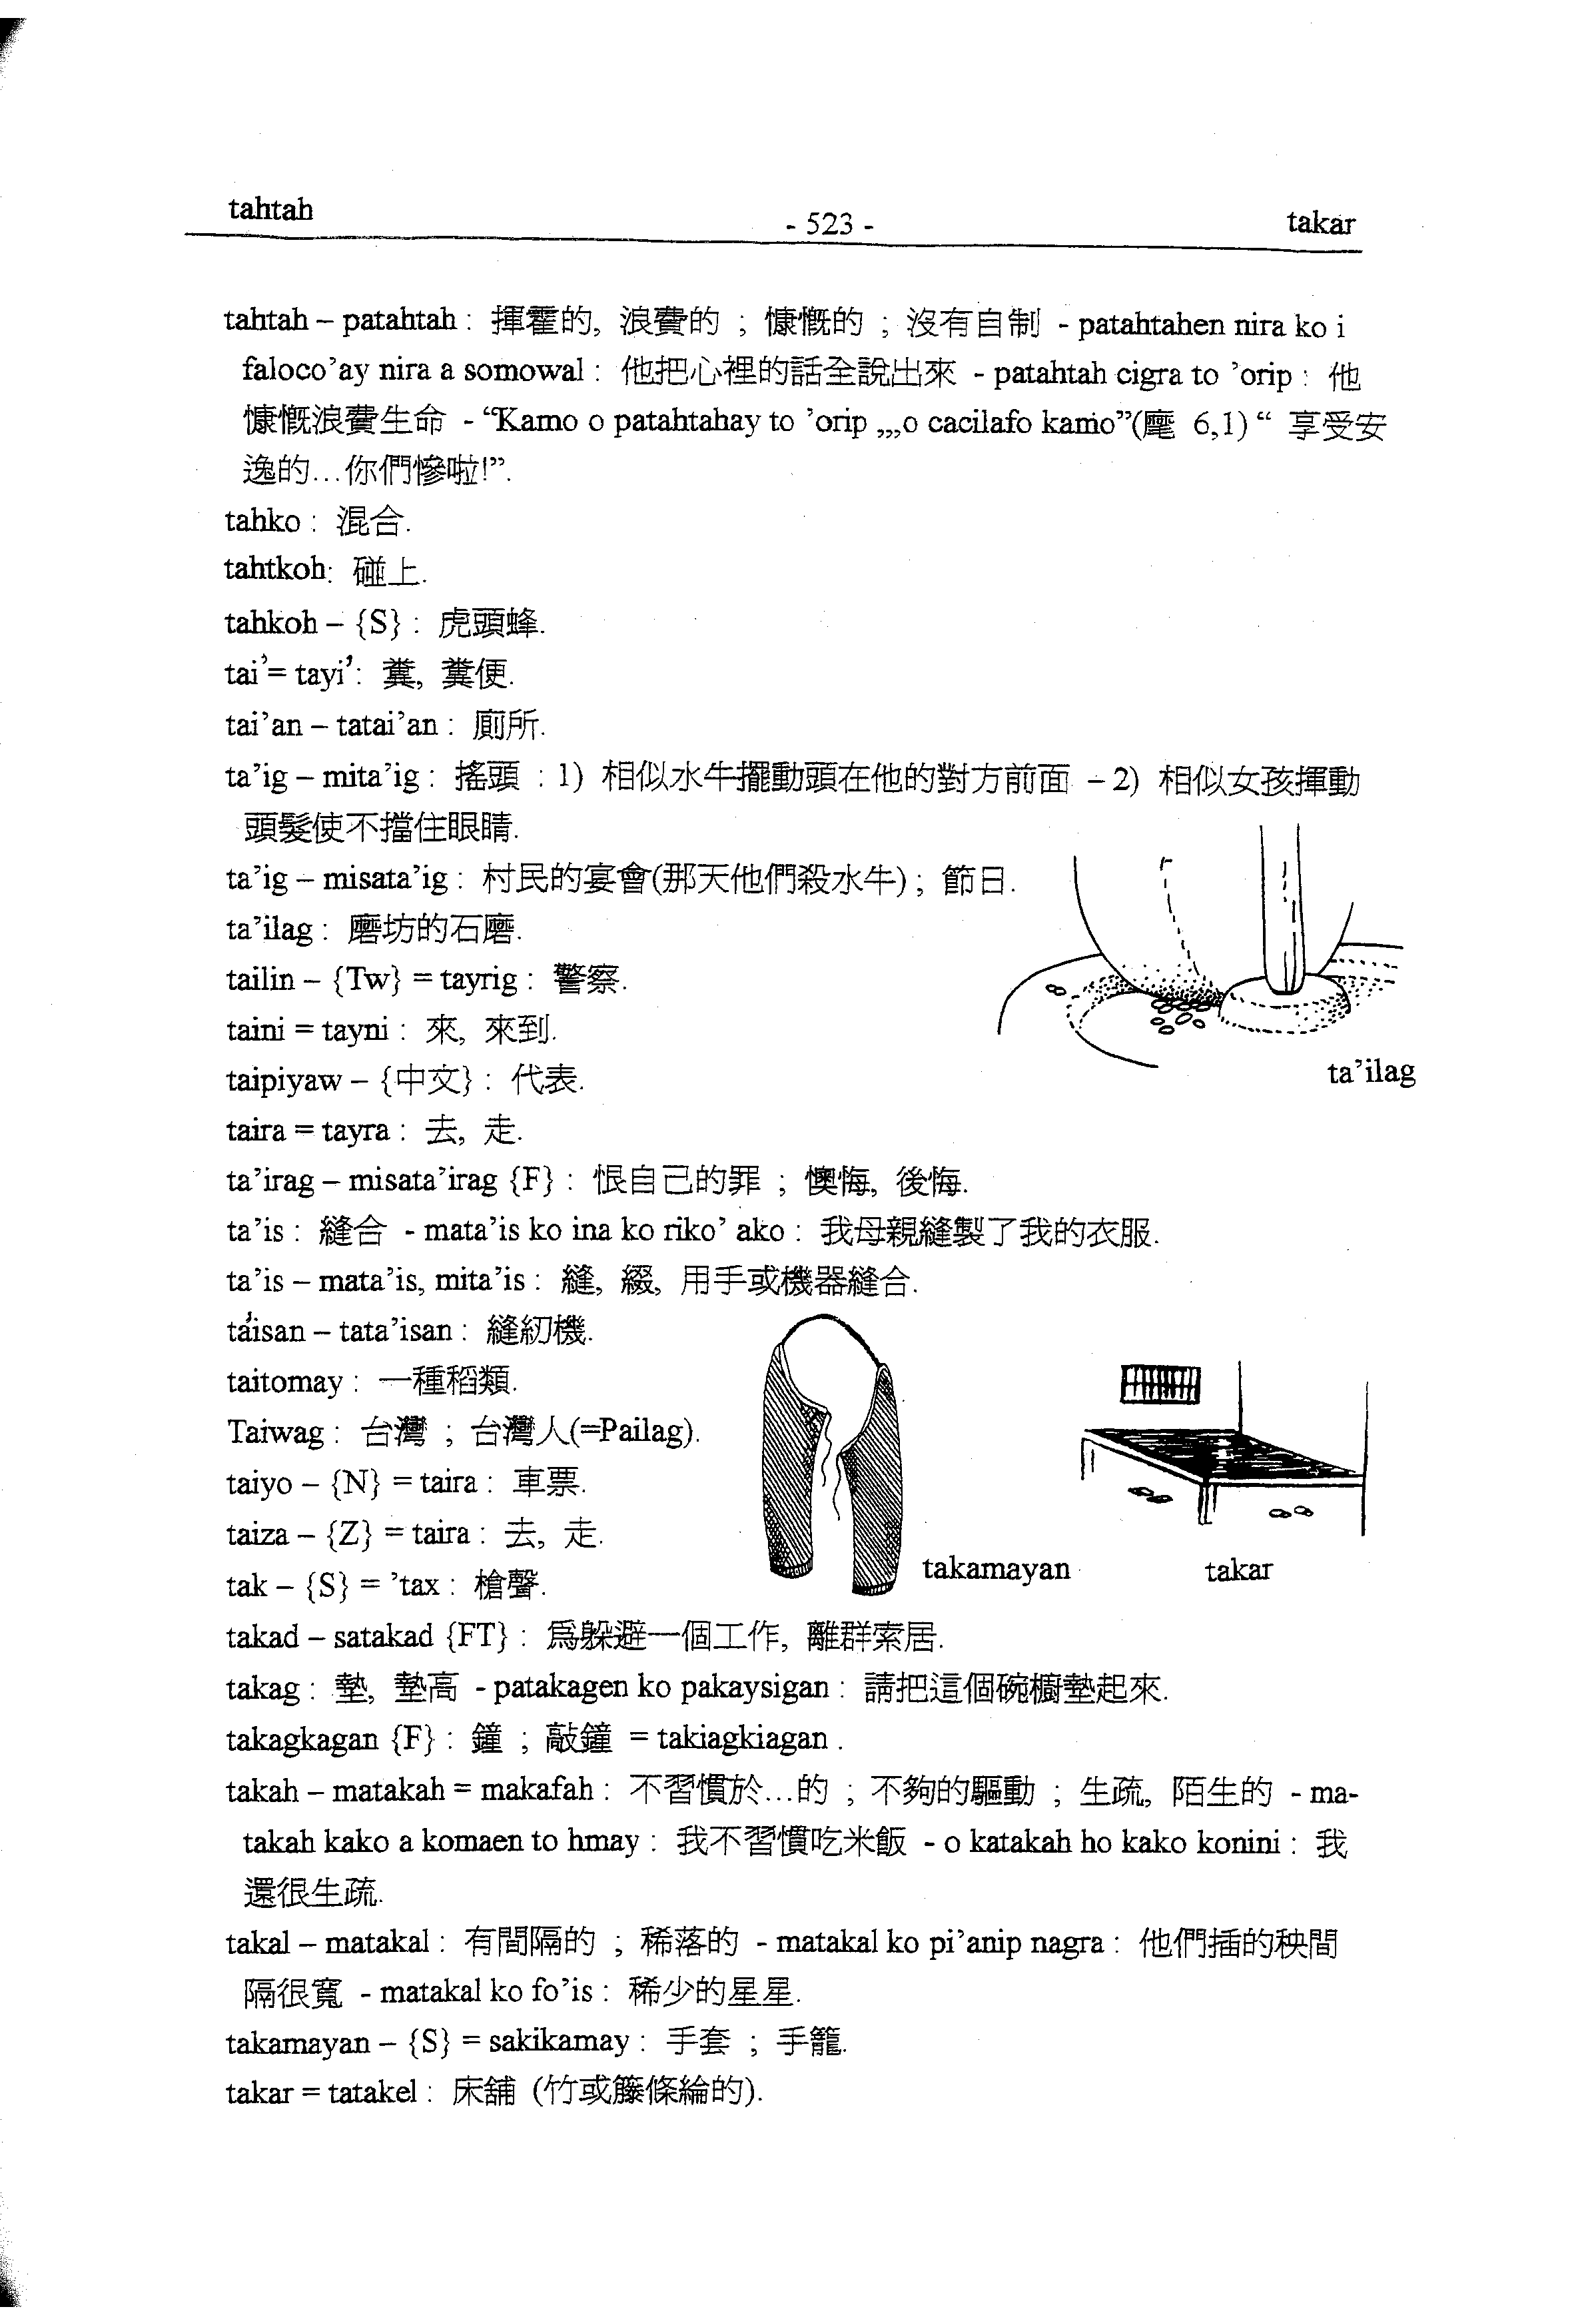 tahtah
- 523 -
takar
tahtah – patahtah : 揮霍的, 浪費的 ; 慷慨的 ; 沒有自制 - patahtahen nira ko i
faloco’ay nira a somowal : 他把心裡的話全說出來 - patahtah cigra to ’orip : 他
慷慨浪費生命 - “Kamo o patahtahay to ’orip „,o cacilafo kamo”(麾 6,1) “ 享受安
逸的…你們慘啦!”.
tahko : 混合.
tahtkoh: 碰上.
tahkoh – {S} : 虎頭蜂.
tai’= tayi’: 糞, 糞便.
tai’an – tatai’an : 廁所.
ta’ig – mita’ig : 搖頭 : 1) 相似水牛擺動頭在他的對方前面 – 2) 相似女孩揮動
頭髮使不擋住眼睛.
ta’ig – misata’ig : 村民的宴會(那天他們殺水牛) ; 節日.
ta’ilag : 磨坊的石磨.
tailin – {Tw} = tayrig : 警察.
taini = tayni : 來, 來到.
taipiyaw – {中文} : 代表.
ta’ilag
taira = tayra : 去, 走.
ta’irag – misata’irag {F} : 恨自己的罪 ; 懊悔, 後悔.
ta’is : 縫合 - mata’is ko ina ko riko’ ako : 我母親縫製了我的衣服.
ta’is – mata’is, mita’is : 縫, 綴, 用手或機器縫合.
ta’isan – tata’isan : 縫紉機.
taitomay : 一種稻類.
Taiwag : 台灣 ; 台灣人(=Pailag).
taiyo – {N} = taira : 車票.
taiza – {Z} = taira : 去, 走.
takamayan
takar
tak – {S} = ’tax : 槍聲.
takad – satakad {FT} : 爲躲避一個工作, 離群索居.
takag : 墊, 墊高 - patakagen ko pakaysigan : 請把這個碗櫥墊起來.
takagkagan {F} : 鐘 ; 敲鐘 = takiagkiagan .
takah – matakah = makafah : 不習慣於…的 ; 不夠的驅動 ; 生疏, 陌生的 - ma-
takah kako a komaen to hmay : 我不習慣吃米飯 - o katakah ho kako konini : 我
還很生疏.
takal – matakal : 有間隔的 ; 稀落的 - matakal ko pi’anip nagra : 他們插的秧間
隔很寬 - matakal ko fo’is : 稀少的星星.
takamayan – {S} = sakikamay : 手套 ; 手籠.
takar = tatakel : 床舖 (竹或籐條綸的).